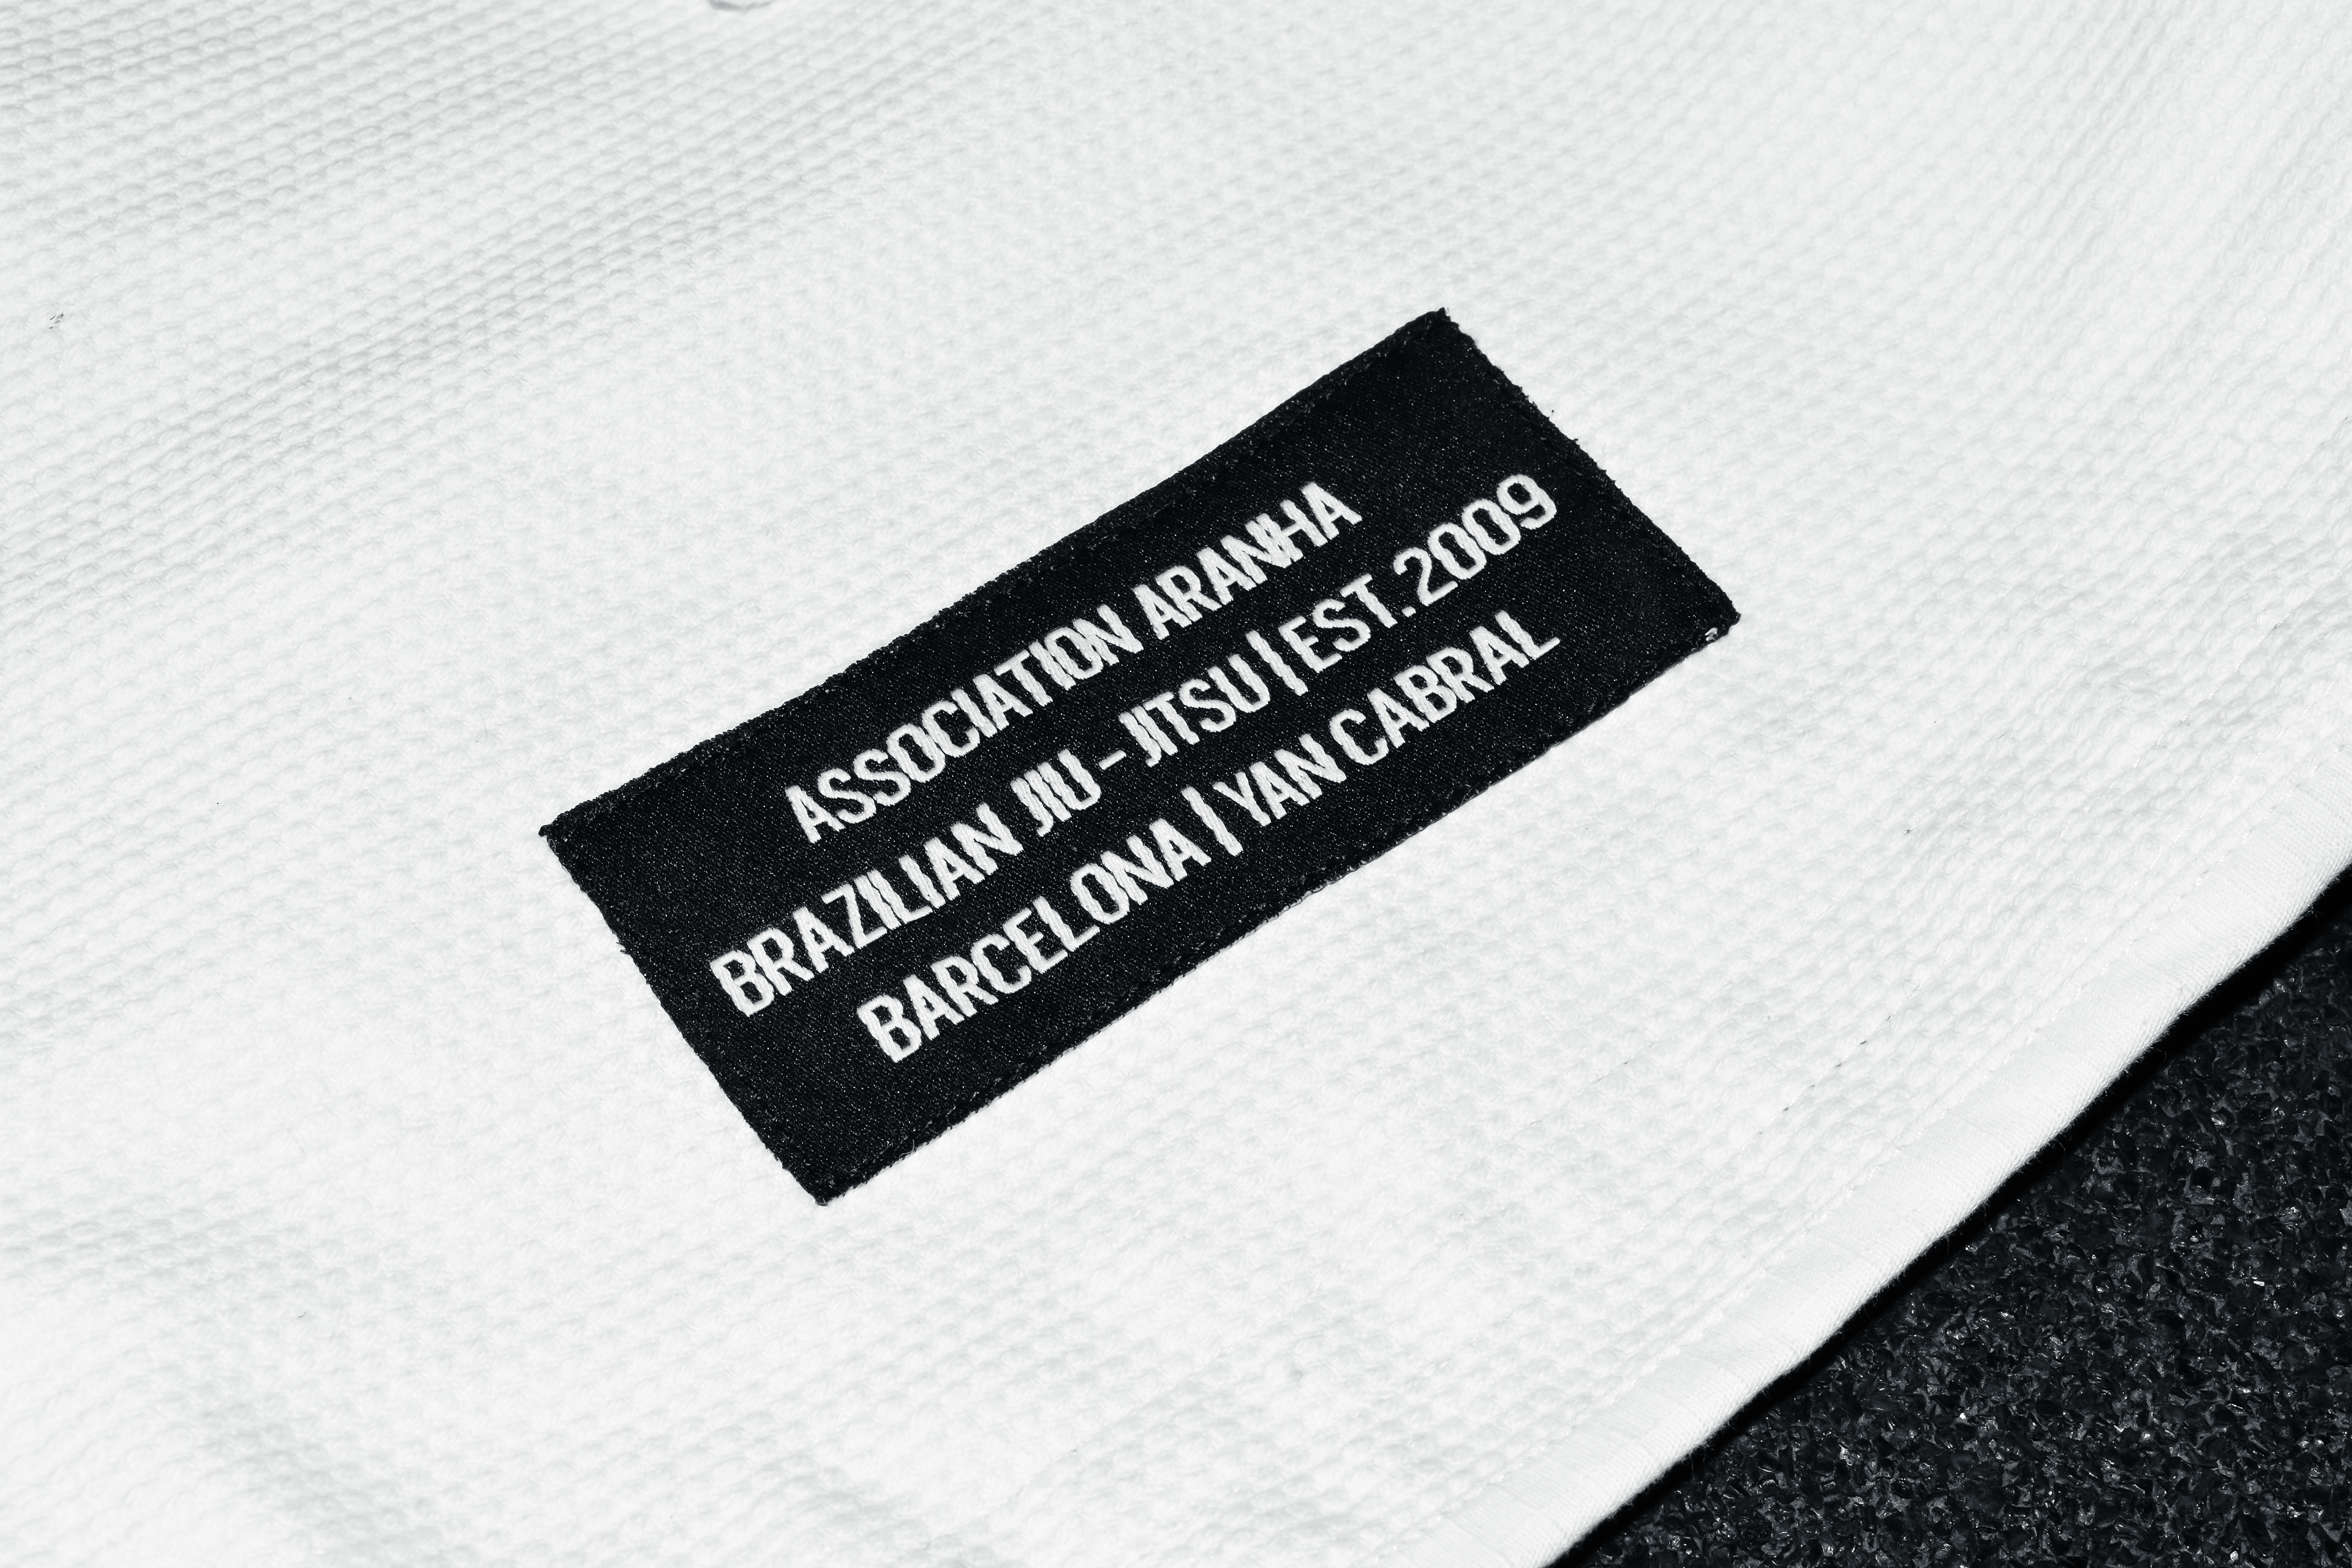 ASSOCIATION ARANHA
BRAZILIAN JIU-JITSU | EST.2009
BARCELONA | YAN CABRAL